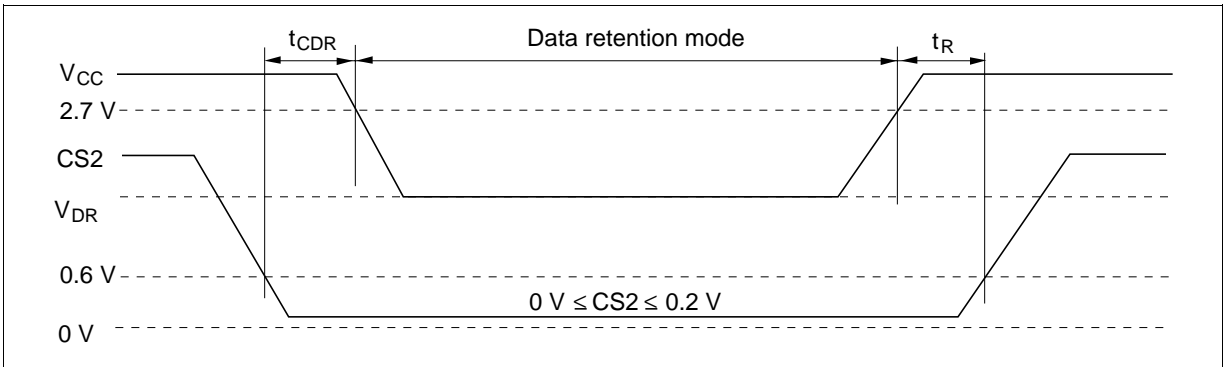 tCDR Data retention mode tR
VCC
2.7 V
CS2
VDR
0.6 V
0 V ≤ CS2 ≤ 0.2 V
0 V